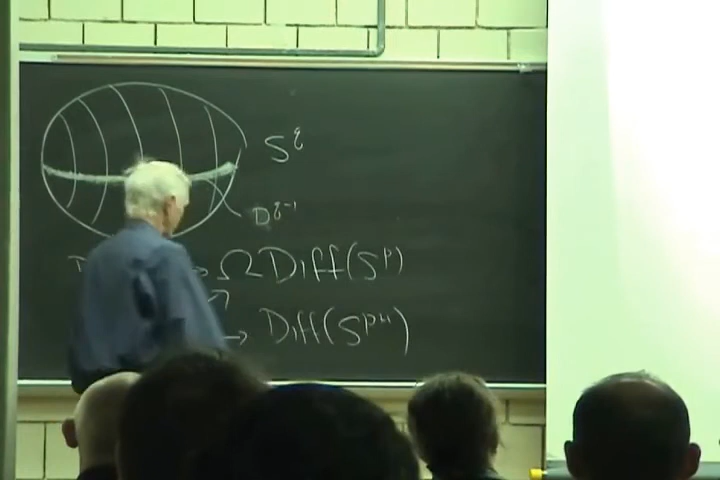 S^q
D^{q-1}
→ ΩDiff(S^p)
→ Diff(S^{p+1})